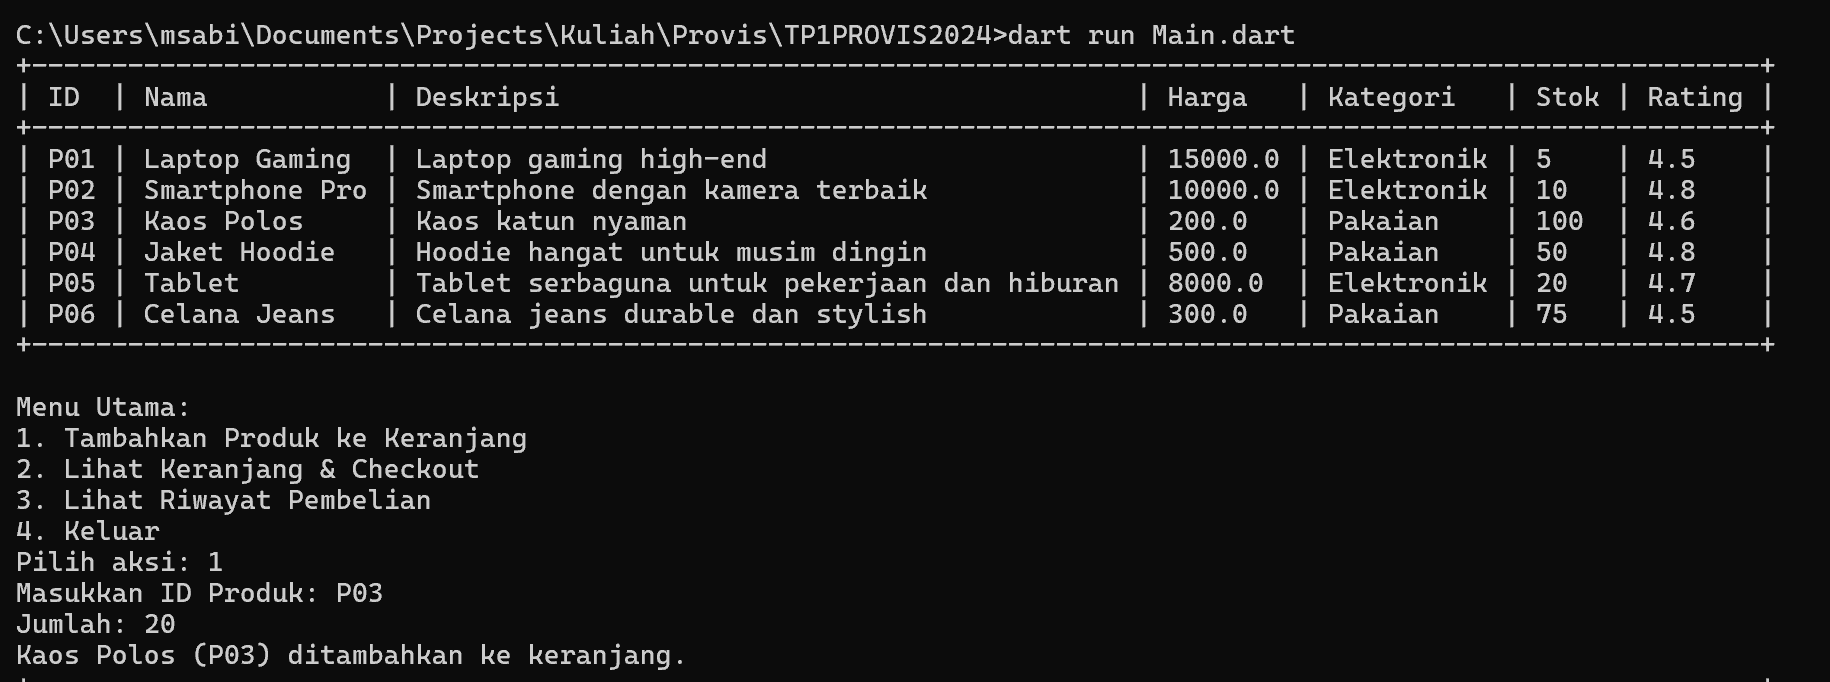 C:\Users\msabi\Documents\Projects\Kuliah\Provis\TP1PROVIS2024>dart run Main.dart
+------------------------------------------------------------------------------------------------------------+
| ID  | Nama           | Deskripsi                                    | Harga   | Kategori   | Stok | Rating |
+------------------------------------------------------------------------------------------------------------+
| P01 | Laptop Gaming  | Laptop gaming high-end                       | 15000.0 | Elektronik | 5    | 4.5    |
| P02 | Smartphone Pro | Smartphone dengan kamera terbaik             | 10000.0 | Elektronik | 10   | 4.8    |
| P03 | Kaos Polos     | Kaos katun nyaman                            | 200.0   | Pakaian    | 100  | 4.6    |
| P04 | Jaket Hoodie   | Hoodie hangat untuk musim dingin             | 500.0   | Pakaian    | 50   | 4.8    |
| P05 | Tablet         | Tablet serbaguna untuk pekerjaan dan hiburan | 8000.0  | Elektronik | 20   | 4.7    |
| P06 | Celana Jeans   | Celana jeans durable dan stylish             | 300.0   | Pakaian    | 75   | 4.5    |
+------------------------------------------------------------------------------------------------------------+
Menu Utama:
1. Tambahkan Produk ke Keranjang
2. Lihat Keranjang & Checkout
3. Lihat Riwayat Pembelian
4. Keluar
Pilih aksi: 1
Masukkan ID Produk: P03
Jumlah: 20
Kaos Polos (P03) ditambahkan ke keranjang.